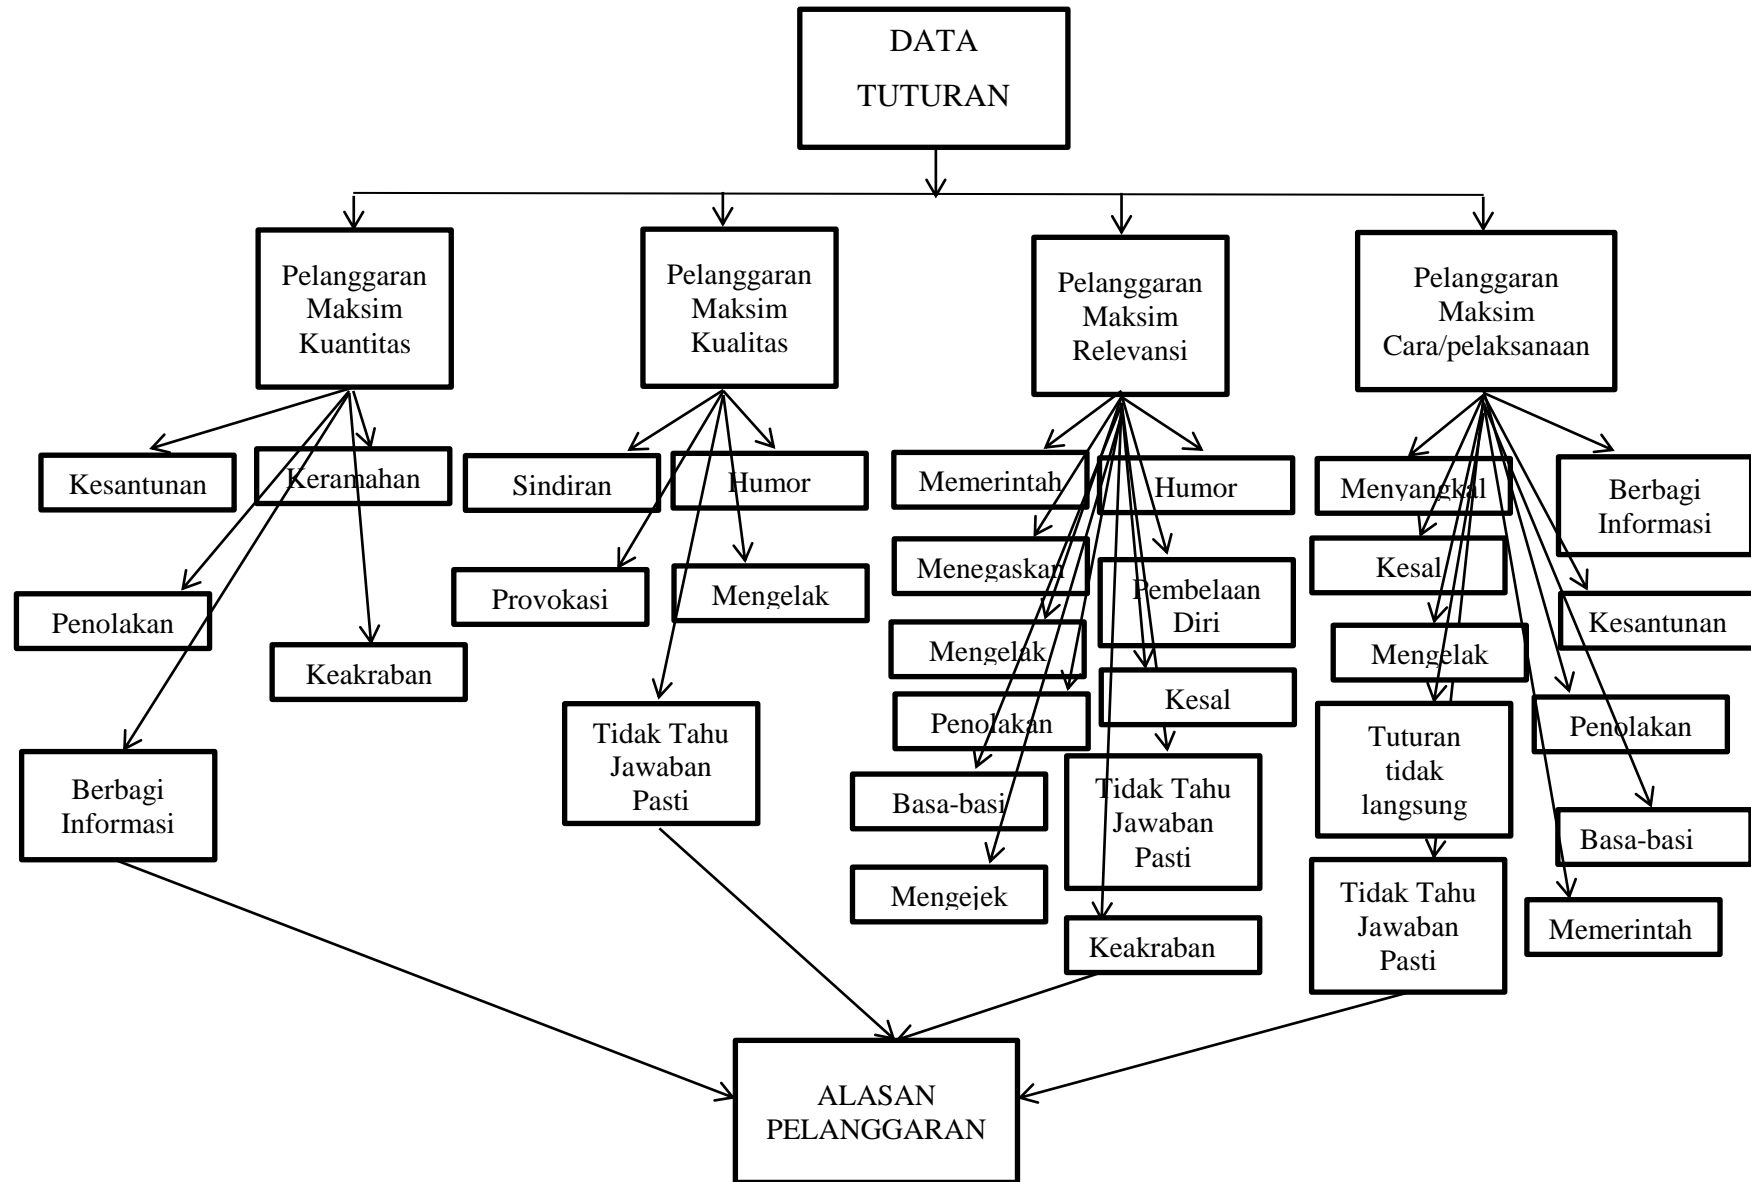 DATA
TUTURAN
Pelanggaran
Maksim
Kuantitas
Pelanggaran
Maksim
Kualitas
Pelanggaran
Maksim
Relevansi
Pelanggaran
Maksim
Cara/pelaksanaan
Kesantunan
Keramahan
Penolakan
Keakraban
Berbagi
Informasi
Sindiran
Humor
Provokasi
Mengelak
Tidak Tahu
Jawaban
Pasti
Memerintah
Humor
Menegaskan
Pembelaan
Diri
Mengelak
Kesal
Penolakan
Tidak Tahu
Jawaban
Pasti
Basa-basi
Mengejek
Keakraban
Menyangkal
Berbagi
Informasi
Kesal
Kesantunan
Mengelak
Penolakan
Tuturan
tidak
langsung
Basa-basi
Tidak Tahu
Jawaban
Pasti
Memerintah
ALASAN
PELANGGARAN